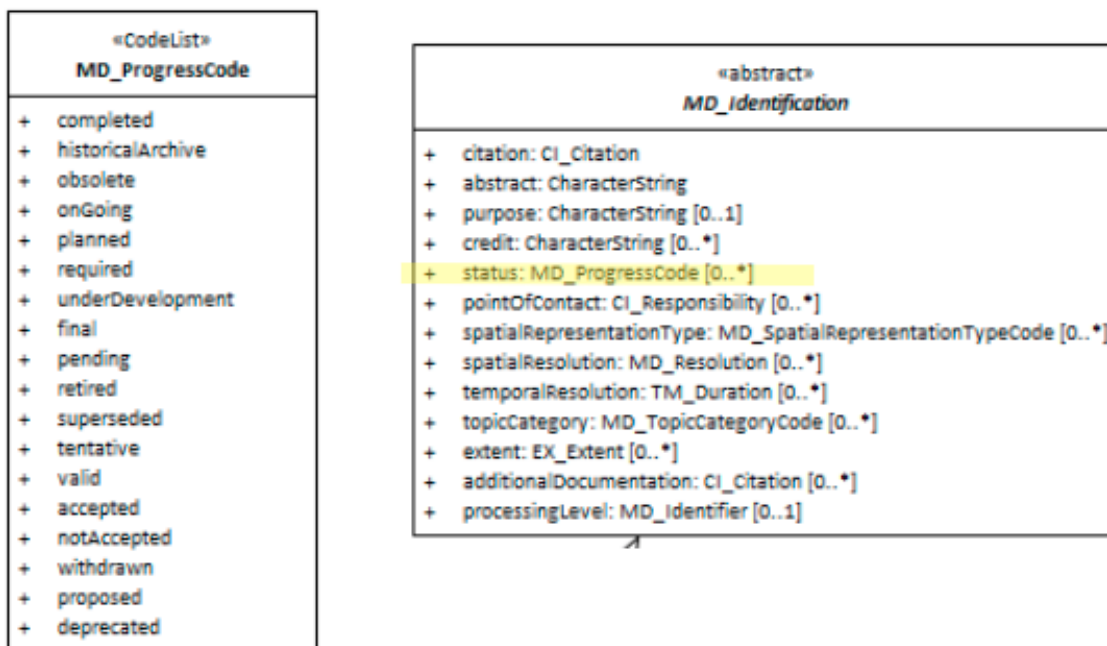 «CodeList»
MD_ProgressCode
+ completed
+ historicalArchive
+ obsolete
+ onGoing
+ planned
+ required
+ underDevelopment
+ final
+ pending
+ retired
+ superseded
+ tentative
+ valid
+ accepted
+ notAccepted
+ withdrawn
+ proposed
+ deprecated
«abstract»
MD_Identification
+ citation: CI_Citation
+ abstract: CharacterString
+ purpose: CharacterString [0..1]
+ credit: CharacterString [0..*]
+ status: MD_ProgressCode [0..*]
+ pointOfContact: CI_Responsibility [0..*]
+ spatialRepresentationType: MD_SpatialRepresentationTypeCode [0..*]
+ spatialResolution: MD_Resolution [0..*]
+ temporalResolution: TM_Duration [0..*]
+ topicCategory: MD_TopicCategoryCode [0..*]
+ extent: EX_Extent [0..*]
+ additionalDocumentation: CI_Citation [0..*]
+ processingLevel: MD_Identifier [0..1]